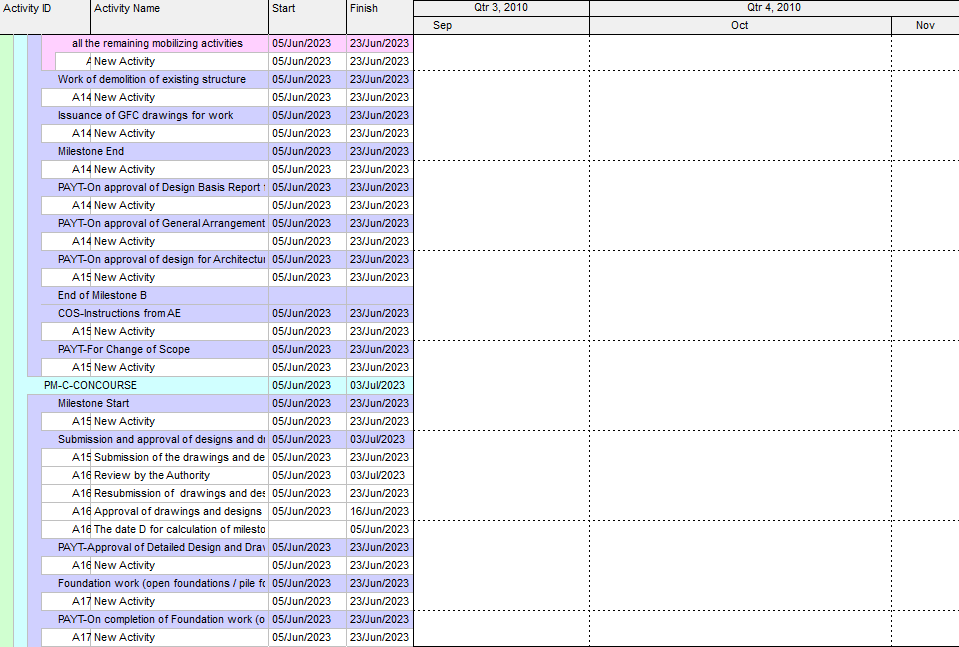 Activity ID Activity Name Start Finish Qtr 3, 2010 Qtr 4, 2010
Sep Oct Nov
all the remaining mobilizing activities 05/Jun/2023 23/Jun/2023
A New Activity 05/Jun/2023 23/Jun/2023
Work of demolition of existing structure 05/Jun/2023 23/Jun/2023
A14 New Activity 05/Jun/2023 23/Jun/2023
Issuance of GFC drawings for work 05/Jun/2023 23/Jun/2023
A14 New Activity 05/Jun/2023 23/Jun/2023
Milestone End 05/Jun/2023 23/Jun/2023
A14 New Activity 05/Jun/2023 23/Jun/2023
PAYT-On approval of Design Basis Report 05/Jun/2023 23/Jun/2023
A14 New Activity 05/Jun/2023 23/Jun/2023
PAYT-On approval of General Arrangement 05/Jun/2023 23/Jun/2023
A14 New Activity 05/Jun/2023 23/Jun/2023
PAYT-On approval of design for Architectur 05/Jun/2023 23/Jun/2023
A15 New Activity 05/Jun/2023 23/Jun/2023
End of Milestone B
COS-Instructions from AE 05/Jun/2023 23/Jun/2023
A15 New Activity 05/Jun/2023 23/Jun/2023
PAYT-For Change of Scope 05/Jun/2023 23/Jun/2023
A15 New Activity 05/Jun/2023 23/Jun/2023
PM-C-CONCOURSE 05/Jun/2023 03/Jul/2023
Milestone Start 05/Jun/2023 23/Jun/2023
A15 New Activity 05/Jun/2023 23/Jun/2023
Submission and approval of designs and dr 05/Jun/2023 03/Jul/2023
A15 Submission of the drawings and de 05/Jun/2023 23/Jun/2023
A16 Review by the Authority 05/Jun/2023 03/Jul/2023
A16 Resubmission of drawings and des 05/Jun/2023 23/Jun/2023
A16 Approval of drawings and designs 05/Jun/2023 16/Jun/2023
A16 The date D for calculation of milesto 05/Jun/2023
PAYT-Approval of Detailed Design and Draw 05/Jun/2023 23/Jun/2023
A16 New Activity 05/Jun/2023 23/Jun/2023
Foundation work (open foundations / pile fo 05/Jun/2023 23/Jun/2023
A17 New Activity 05/Jun/2023 23/Jun/2023
PAYT-On completion of Foundation work (o 05/Jun/2023 23/Jun/2023
A17 New Activity 05/Jun/2023 23/Jun/2023